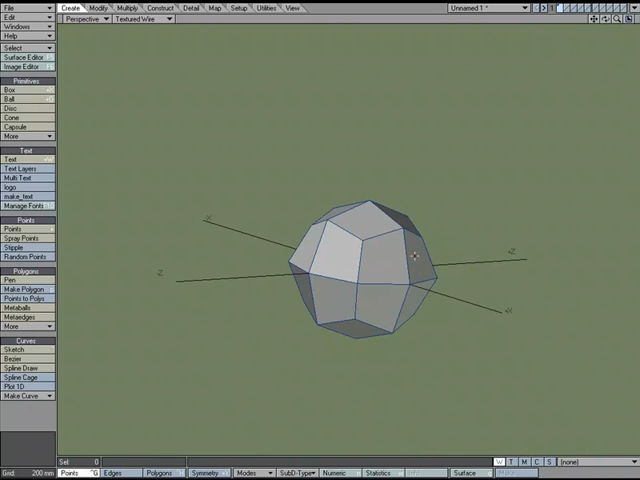 File Create Modify Multiply Construct Detail Map Setup Utilities View Unnamed 1 * 1
Edit Perspective Textured Wire
Windows
Help
Select
Surface Editor
Image Editor
Primitives
Box
Ball
Disc
Cone
Capsule
More
Text
Text
Text Layers
Multi Text
logo
make_text
Manage Fonts
Points
Points
Spray Points
Stipple
Random Points
Polygons
Pen
Make Polygon
Points to Polys
Metaballs
Metaedges
More
Curves
Sketch
Bezier
Spline Draw
Spline Cage
Plot 1D
Make Curve
-X
-Z
Z
+X
Sel: 0 W T M C S (none)
Grid: 200 mm Points ^G Edges Polygons Symmetry Modes SubD-Type Numeric Statistics Surface